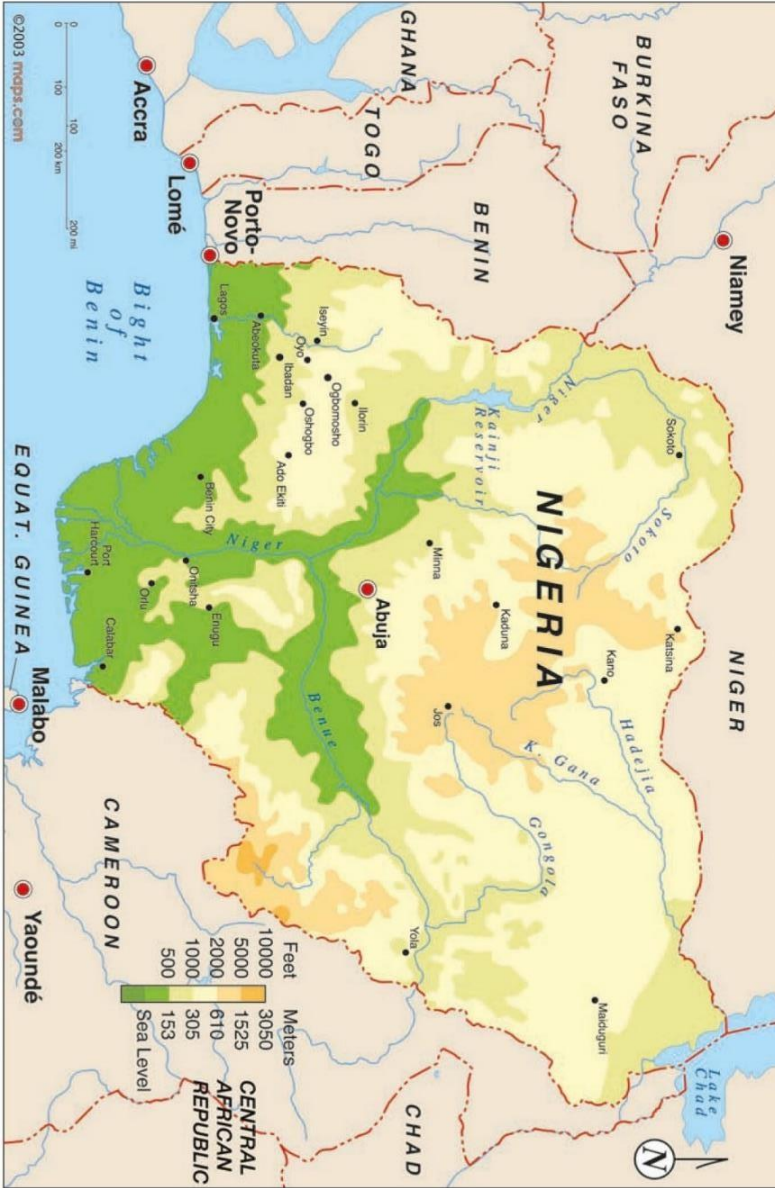 NIGER
Niamey
Lake
Chad
N
BURKINA
FASO
Sokoto
Sokoto
Katsina
Kano
Hadejia
Maiduguri
NIGERIA
Niger
Kainji
Reservoir
Kaduna
K. Gana
Gongola
BENIN
GHANA
TOGO
CHAD
Minna
Jos
Abuja
Yola
Ilorin
Iseyin
Ogbomosho
Oyo
Oshogbo
Ibadan
Ado Ekiti
Abeokuta
Benue
Niger
Porto-
Novo
Lagos
Benin City
Enugu
Onitsha
Orlu
Lomé
Accra
Port
Harcourt
Calabar
Bight
of
Benin
CAMEROON
EQUAT. GUINEA
Malabo
Yaoundé
CENTRAL
AFRICAN
REPUBLIC
Feet Meters
10000 3050
5000 1525
2000 610
1000 305
500 153
Sea Level
0 100 200 km
0 100 200 mi
©2003 maps.com